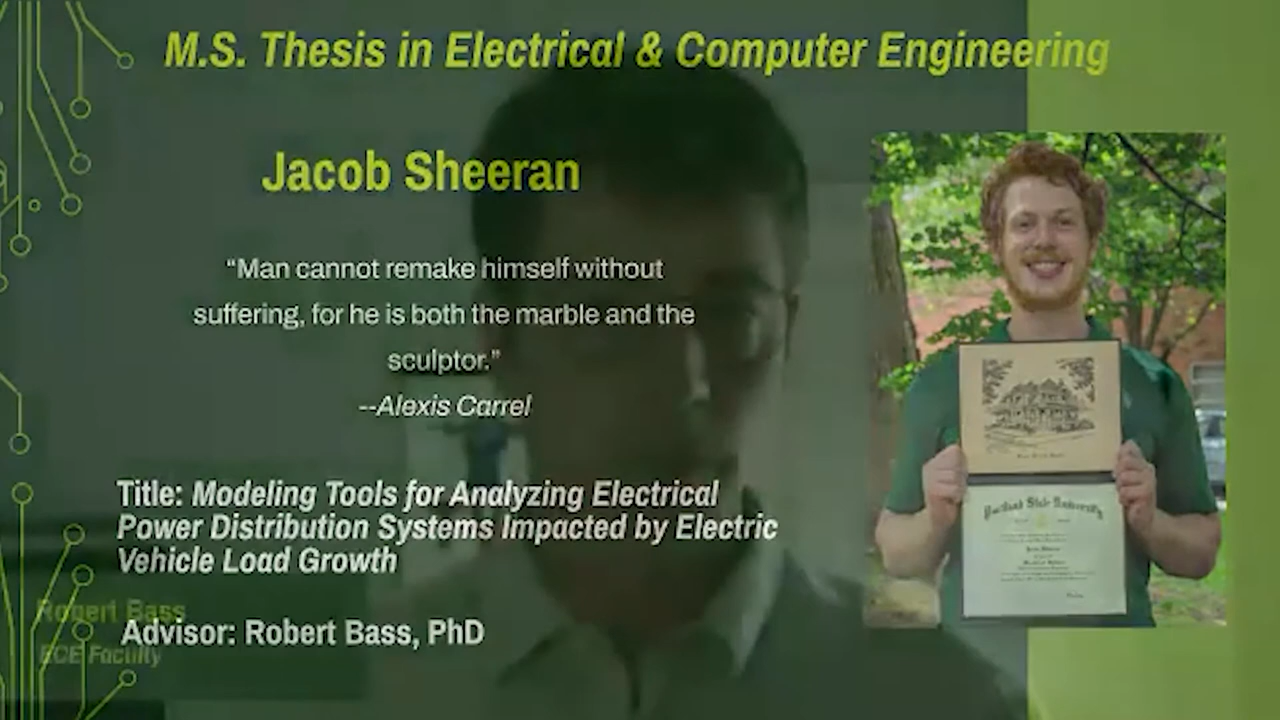 M.S. Thesis in Electrical & Computer Engineering
Jacob Sheeran
“Man cannot remake himself without
suffering, for he is both the marble and the
sculptor.”
--Alexis Carrel
Title: Modeling Tools for Analyzing Electrical
Power Distribution Systems Impacted by Electric
Vehicle Load Growth
Robert Bass
Advisor: Robert Bass, PhD
ECE Faculty
Portland State University